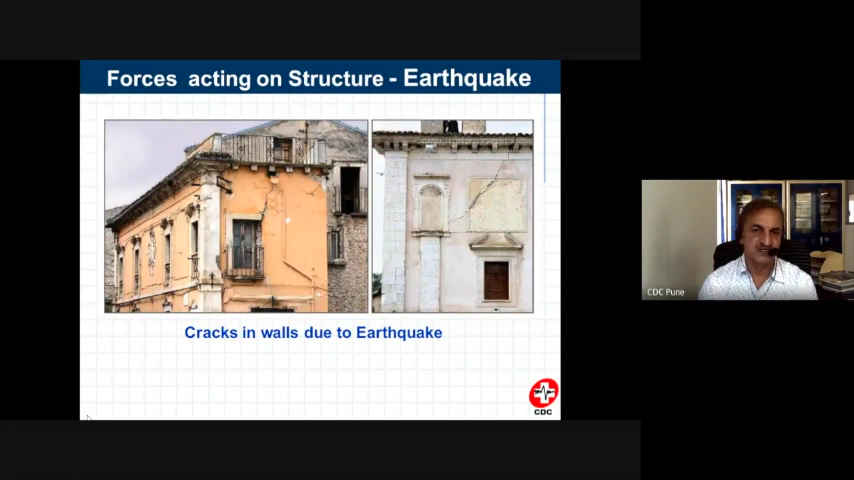 Forces acting on Structure - Earthquake
Cracks in walls due to Earthquake
CDC
CDC Pune